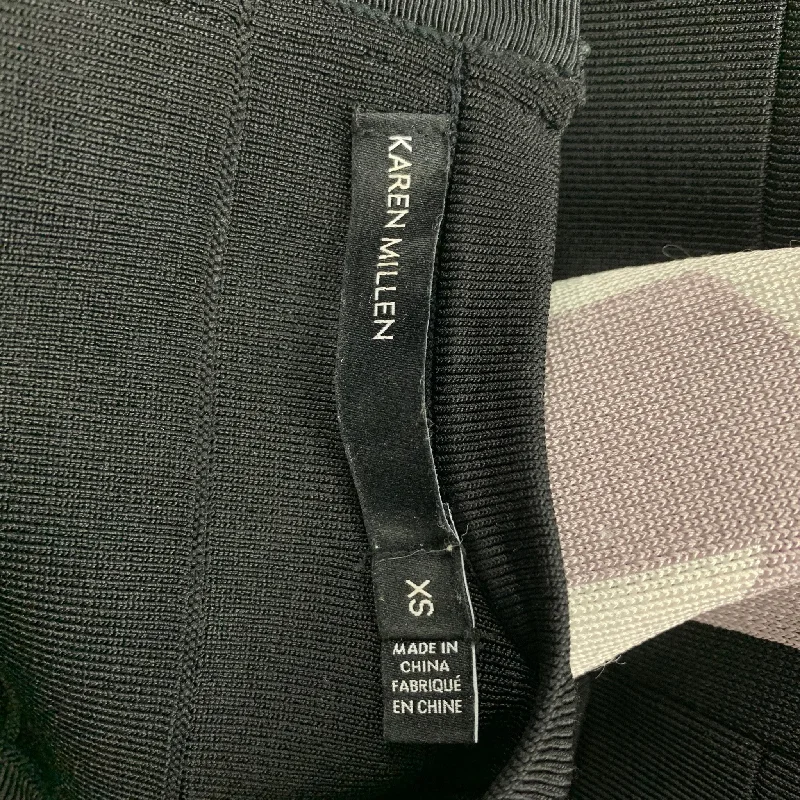 KAREN MILLEN
XS
MADE IN
CHINA
FABRIQUÉ
EN CHINE